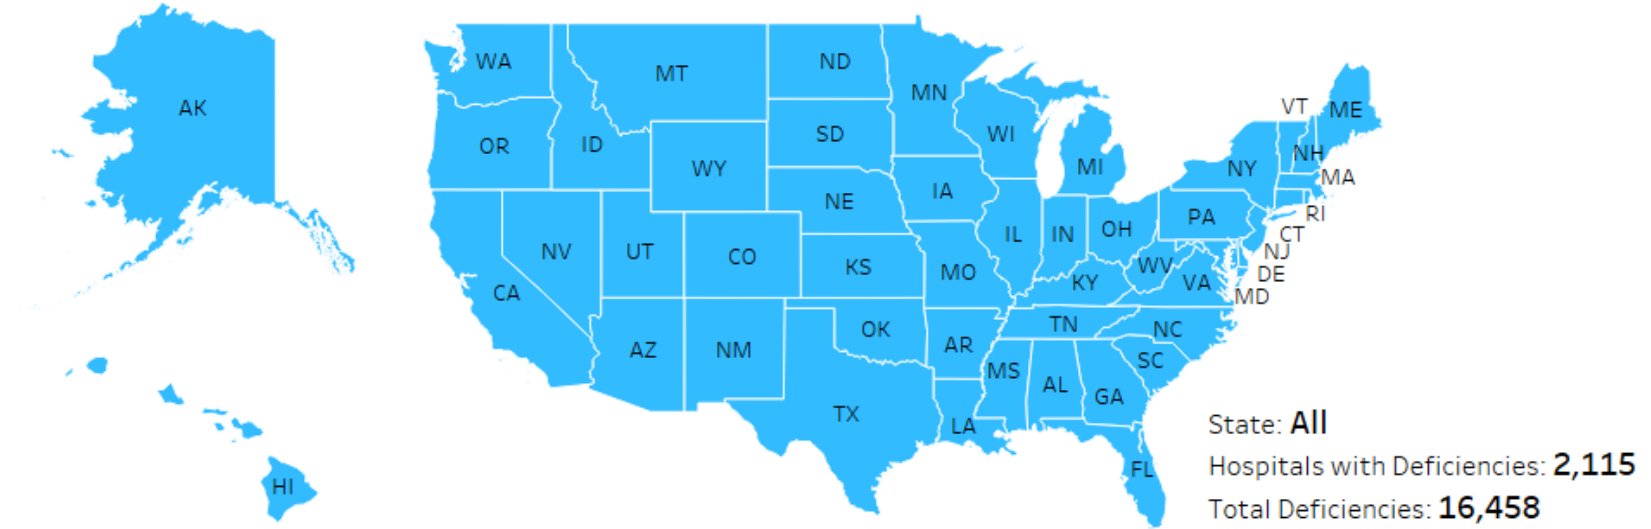 WA
MT
ND
MN
VT
ME
AK
OR
ID
SD
WI
MI
NY
NH
MA
WY
NE
IA
IL
IN
OH
PA
RI
CT
NJ
NV
UT
CO
KS
MO
KY
WV
VA
DE
MD
CA
AZ
NM
OK
AR
TN
NC
SC
MS
AL
GA
TX
LA
FL
HI
State: All
Hospitals with Deficiencies: 2,115
Total Deficiencies: 16,458